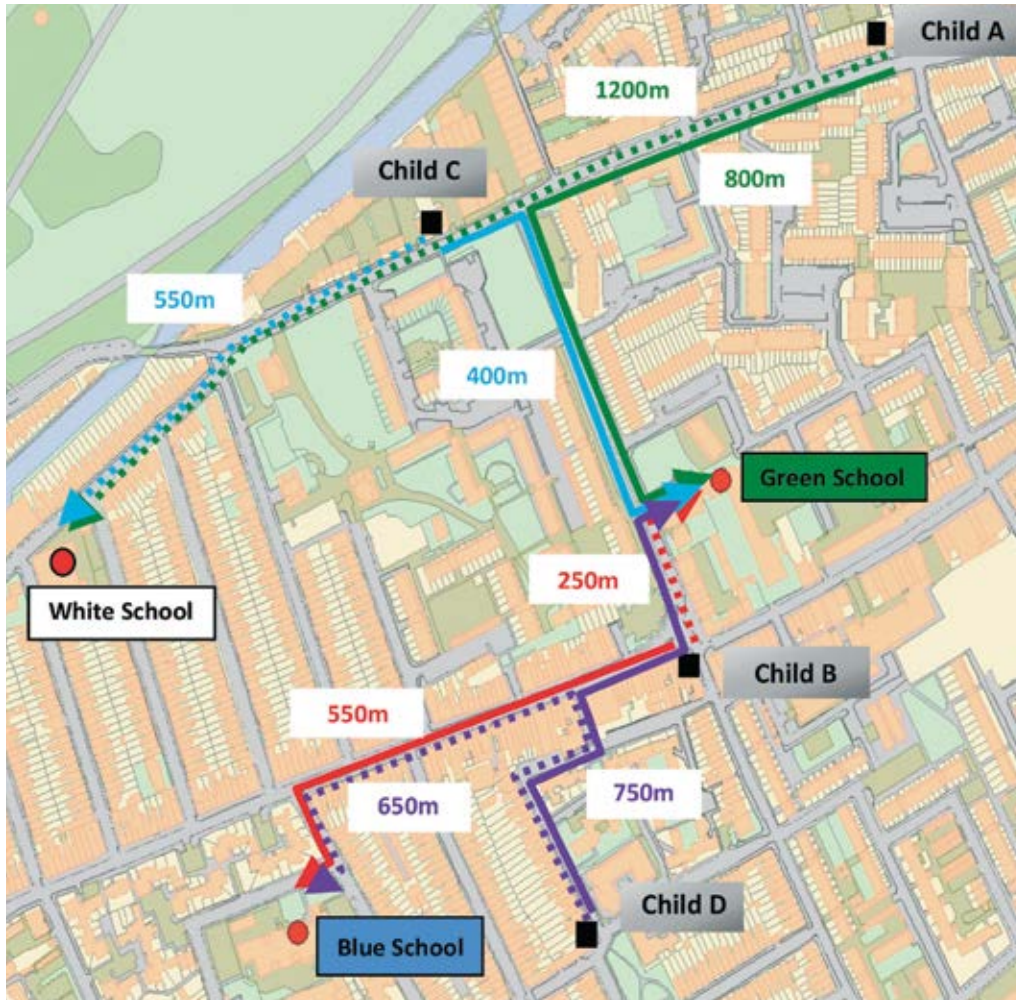 Child A
1200m
Child C
800m
550m
400m
Green School
250m
White School
Child B
550m
650m
750m
Child D
Blue School